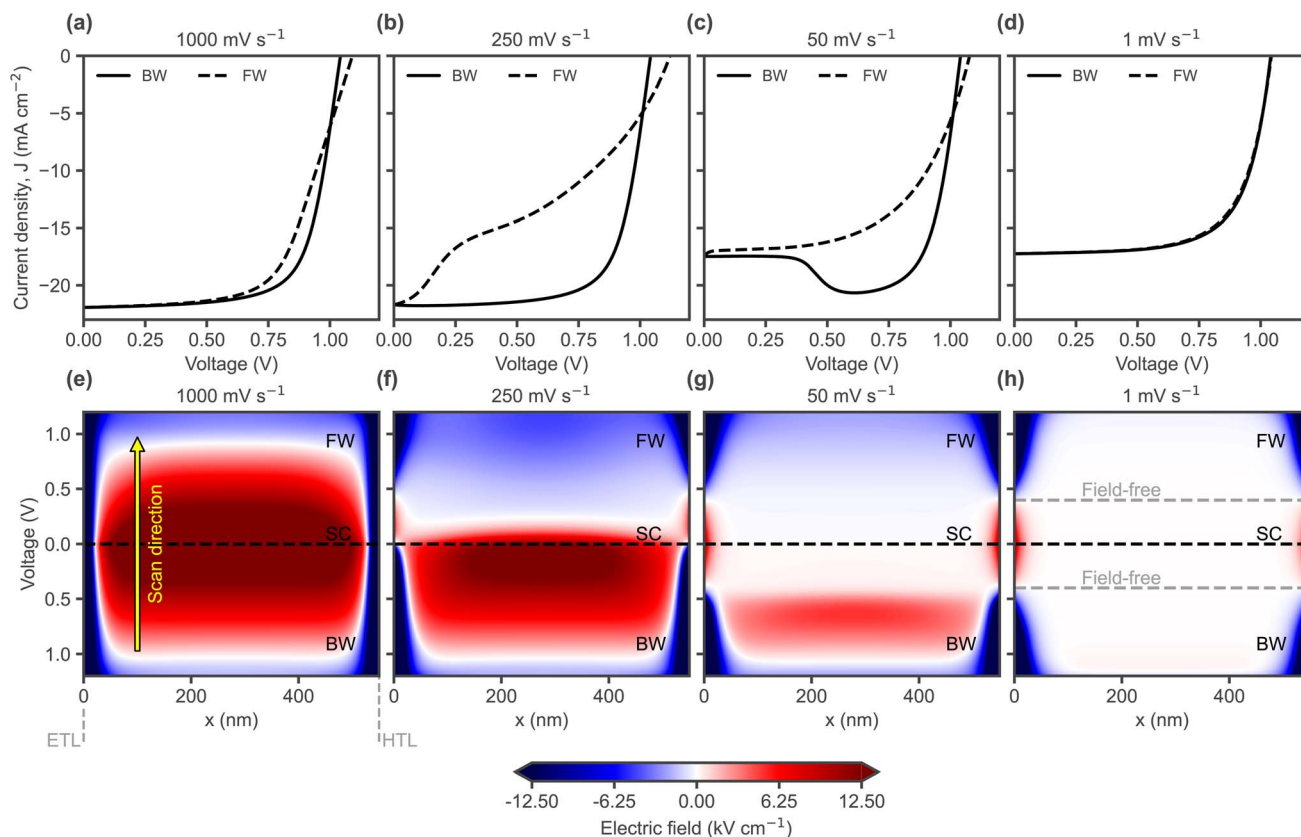 (a) 1000 mV s⁻¹
(b) 250 mV s⁻¹
(c) 50 mV s⁻¹
(d) 1 mV s⁻¹
Current density, J (mA cm⁻²)
0
−5
−10
−15
−20
BW FW
BW FW
BW FW
BW FW
0.00 0.25 0.50 0.75 1.00
0.00 0.25 0.50 0.75 1.00
0.00 0.25 0.50 0.75 1.00
0.00 0.25 0.50 0.75 1.00
Voltage (V)
Voltage (V)
Voltage (V)
Voltage (V)
(e) 1000 mV s⁻¹
(f) 250 mV s⁻¹
(g) 50 mV s⁻¹
(h) 1 mV s⁻¹
Voltage (V)
1.0
0.5
0.0
0.5
1.0
Scan direction
FW
SC
BW
FW
SC
BW
FW
SC
BW
FW
Field-free
SC
Field-free
BW
0 200 400
0 200 400
0 200 400
0 200 400
x (nm)
x (nm)
x (nm)
x (nm)
ETL
HTL
-12.50 -6.25 0.00 6.25 12.50
Electric field (kV cm⁻¹)